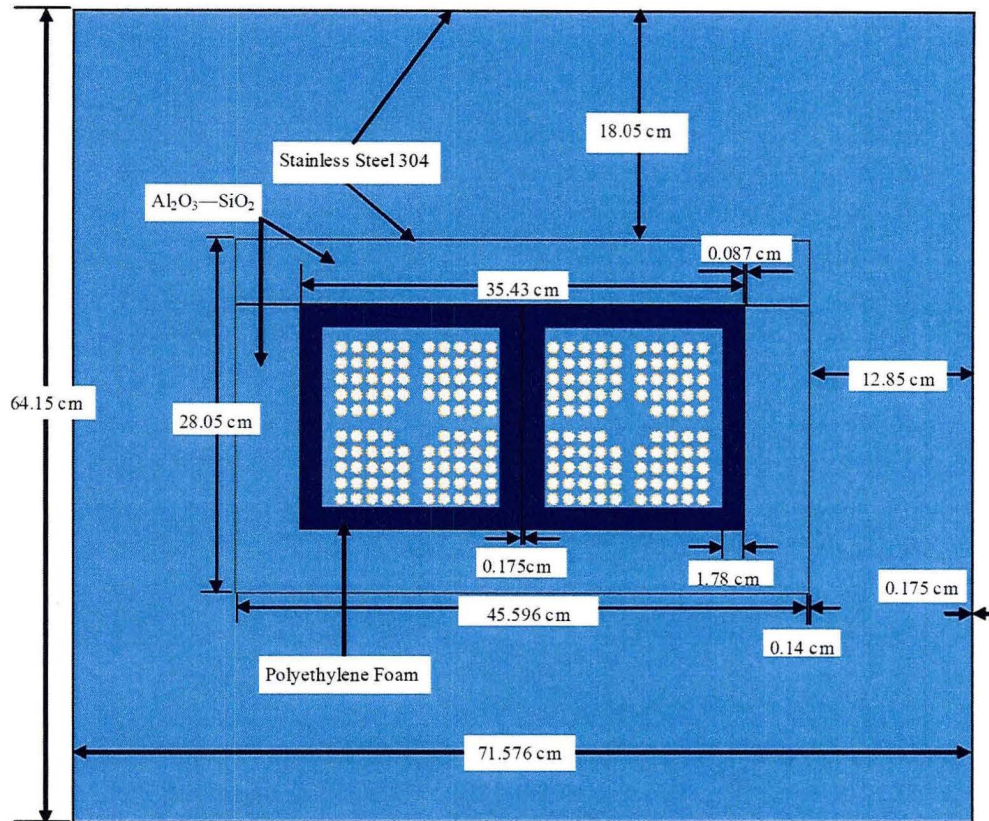 18.05 cm
Stainless Steel 304
Al₂O₃—SiO₂
0.087 cm
35.43 cm
12.85 cm
64.15 cm
28.05 cm
0.175cm
1.78 cm
0.175 cm
45.596 cm
0.14 cm
Polyethylene Foam
71.576 cm